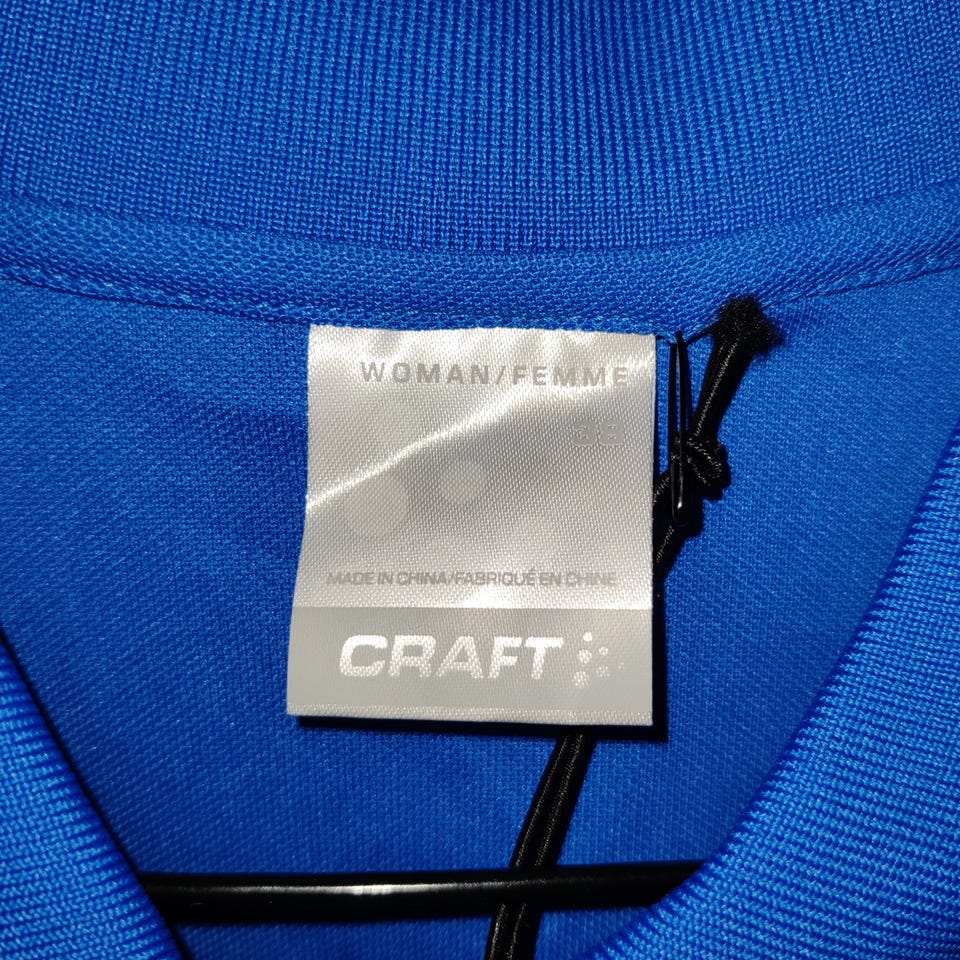 WOMAN/FEMME
MADE IN CHINA/FABRIQUÉ EN CHINE
CRAFT